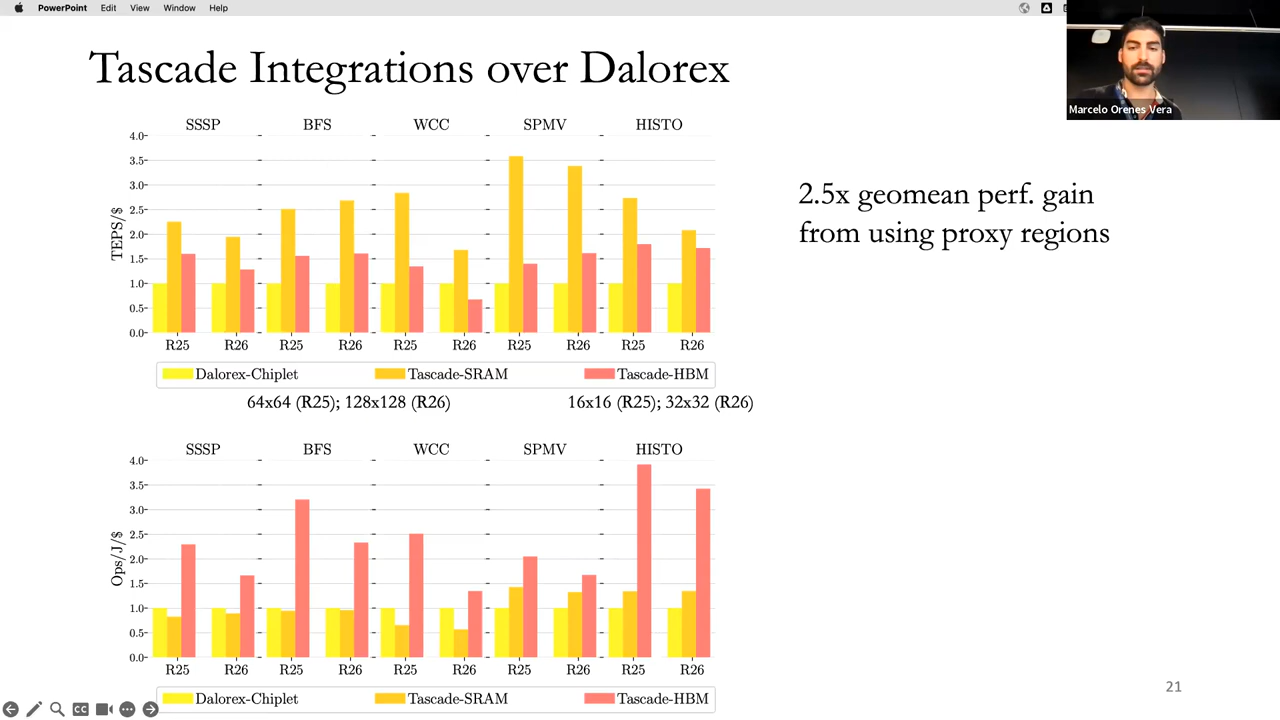 PowerPoint Edit View Window Help
Marcelo Orenes Vera
Tascade Integrations over Dalorex
SSSP BFS WCC SPMV HISTO
TEPS/$
4.0
3.5
3.0
2.5
2.0
1.5
1.0
0.5
0.0
R25 R26 R25 R26 R25 R26 R25 R26 R25 R26
Dalorex-Chiplet Tascade-SRAM Tascade-HBM
64x64 (R25); 128x128 (R26) 16x16 (R25); 32x32 (R26)
SSSP BFS WCC SPMV HISTO
Ops/J/$
4.0
3.5
3.0
2.5
2.0
1.5
1.0
0.5
0.0
R25 R26 R25 R26 R25 R26 R25 R26 R25 R26
Dalorex-Chiplet Tascade-SRAM Tascade-HBM
2.5x geomean perf. gain
from using proxy regions
21
CC